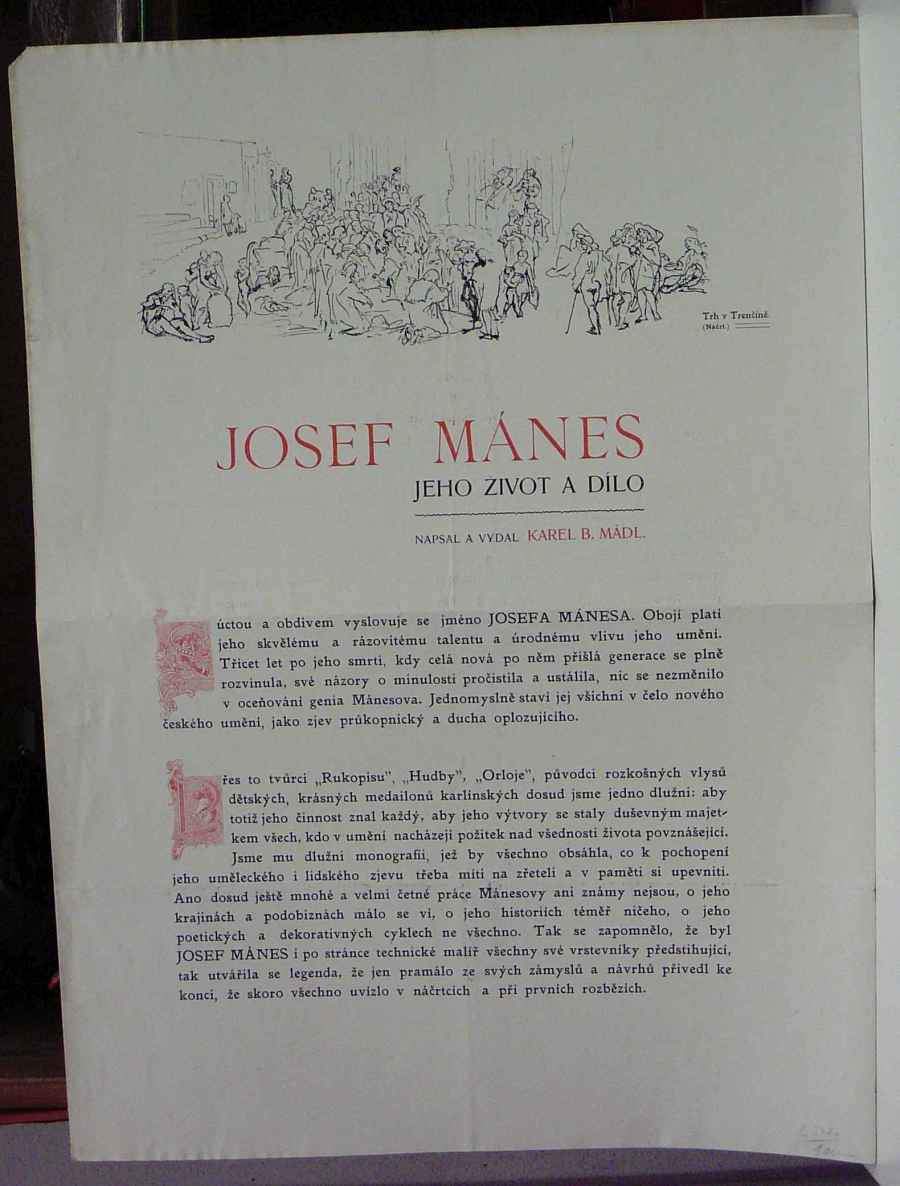 Trh v Trenčíně.
(Náčrt.)
JOSEF MÁNES
JEHO ŽIVOT A DÍLO
NAPSAL A VYDAL KAREL B. MÁDL.
S úctou a obdivem vyslovuje se jméno JOSEFA MÁNESA. Obojí platí
jeho skvělému a rázovitému talentu a úrodnému vlivu jeho umění.
Třicet let po jeho smrti, kdy celá nová po něm přišlá generace se plně
rozvinula, své názory o minulosti pročistila a ustálila, nic se nezměnilo
v oceňování genia Mánesova. Jednomyslně staví jej všichni v čelo nového
českého umění, jako zjev průkopnický a ducha oplozujícího.
Přes to tvůrci „Rukopisu”, „Hudby”, „Orloje”, původci rozkošných vlysů
dětských, krásných medailonů karlínských dosud jsme jedno dlužni: aby
totiž jeho činnost znal každý, aby jeho výtvory se staly duševným majet-
kem všech, kdo v umění nacházejí požitek nad všednosti života povznášející.
Jsme mu dlužni monografii, jež by všechno obsáhla, co k pochopení
jeho uměleckého i lidského zjevu třeba míti na zřeteli a v paměti si upevniti.
Ano dosud ještě mnohé a velmi četné práce Mánesovy ani známy nejsou, o jeho
krajinách a podobiznách málo se ví, o jeho historiích téměř ničeho, o jeho
poetických a dekorativných cyklech ne všechno. Tak se zapomnělo, že byl
JOSEF MÁNES i po stránce technické malíř všechny své vrstevníky předstihující,
tak utvářila se legenda, že jen pramálo ze svých zámyslů a návrhů přivedl ke
konci, že skoro všechno uvízlo v náčrtcích a při prvních rozbězích.